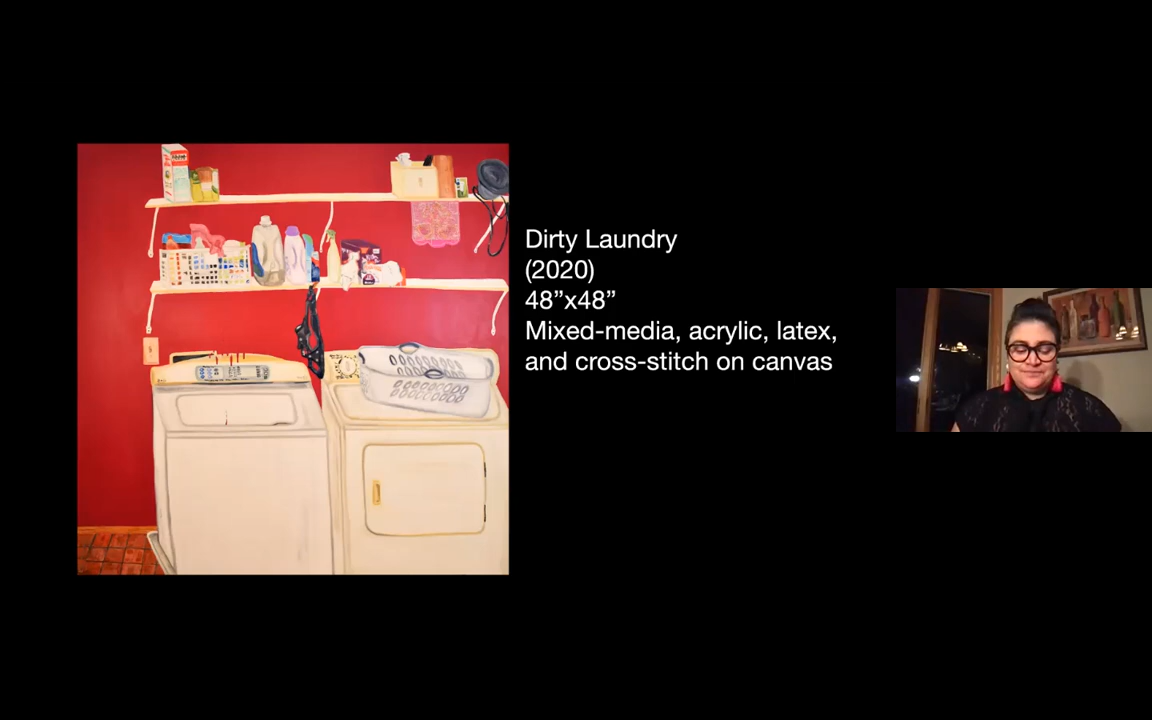 Dirty Laundry
(2020)
48”x48”
Mixed-media, acrylic, latex,
and cross-stitch on canvas